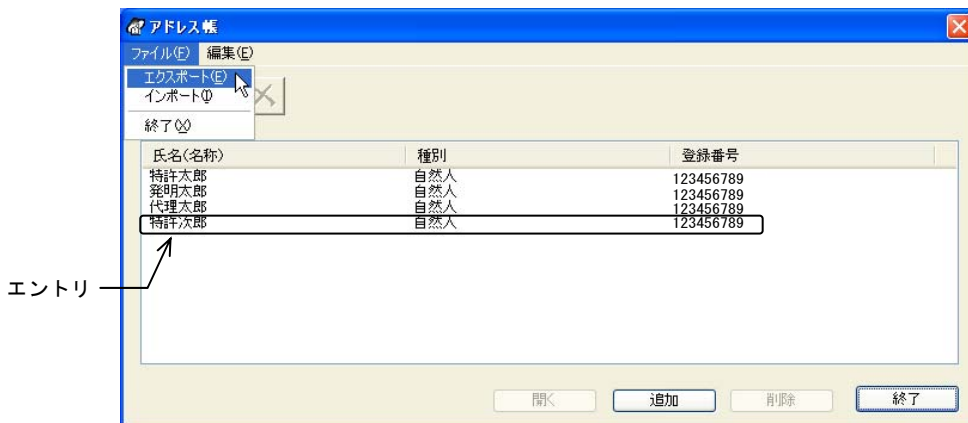 アドレス帳
ファイル(F) 編集(E)
エクスポート(E)
インポート(I)
終了(X)
氏名(名称) 種別 登録番号
特許太郎 自然人 123456789
発明太郎 自然人 123456789
代理太郎 自然人 123456789
特許次郎 自然人 123456789
エントリ
開く 追加 削除 終了